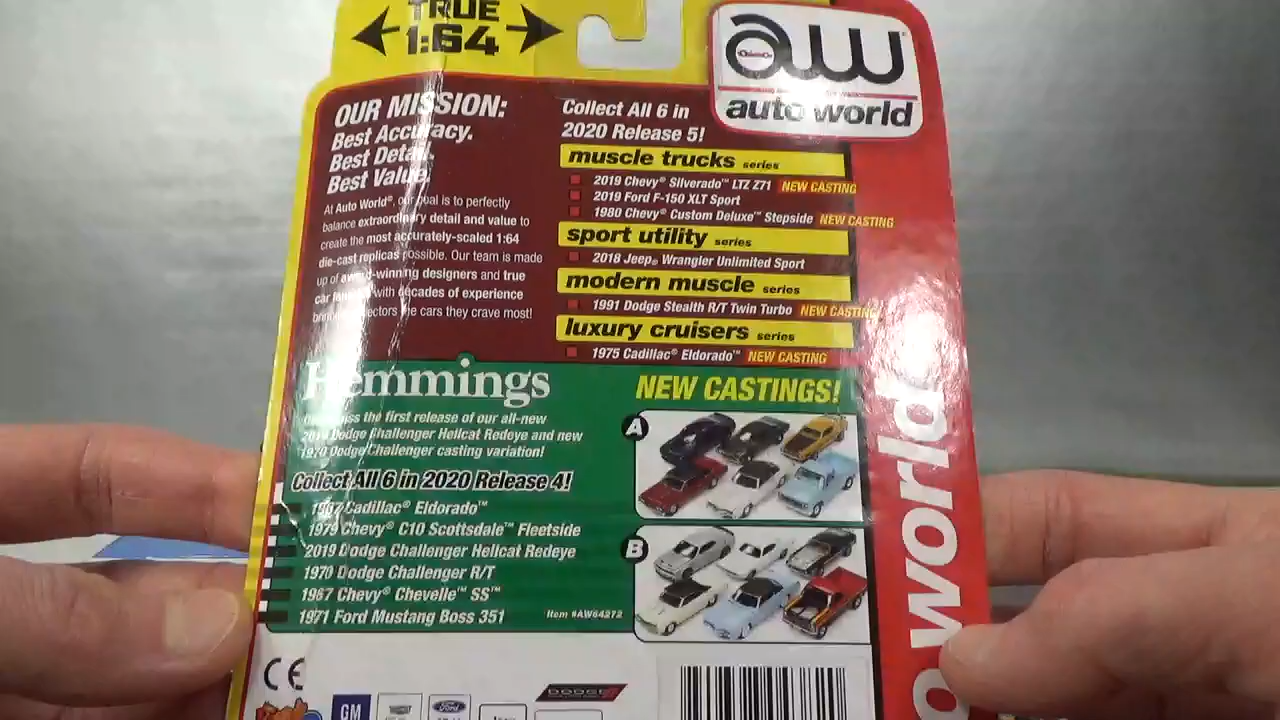 TRUE
1:64
aw
auto world
OUR MISSION:
Best Accuracy.
Best Detail.
Best Value.
At Auto World®, our goal is to perfectly
balance extraordinary detail and value to
create the most accurately-scaled 1:64
die-cast replicas possible. Our team is made
up of award-winning designers and true
car with decades of experience
the cars they crave most!
Collect All 6 in
2020 Release 5!
muscle trucks series
2019 Chevy® Silverado™ LTZ Z71 NEW CASTING
2019 Ford F-150 XLT Sport
1980 Chevy® Custom Deluxe™ Stepside NEW CASTING
sport utility series
2018 Jeep® Wrangler Unlimited Sport
modern muscle series
1991 Dodge Stealth R/T Twin Turbo NEW CASTING
luxury cruisers series
1975 Cadillac® Eldorado™ NEW CASTING
Hemmings
the first release of our all-new
2019 Dodge Challenger Hellcat Redeye and new
1970 Dodge Challenger casting variation!
Collect All 6 in 2020 Release 4!
1967 Cadillac® Eldorado™
1979 Chevy® C10 Scottsdale™ Fleetside
2019 Dodge Challenger Hellcat Redeye
1970 Dodge Challenger R/T
1967 Chevy® Chevelle™ SS™
1971 Ford Mustang Boss 351
Item #AW64272
NEW CASTINGS!
A
B
CE
GM
Ford
DODGE
oworld